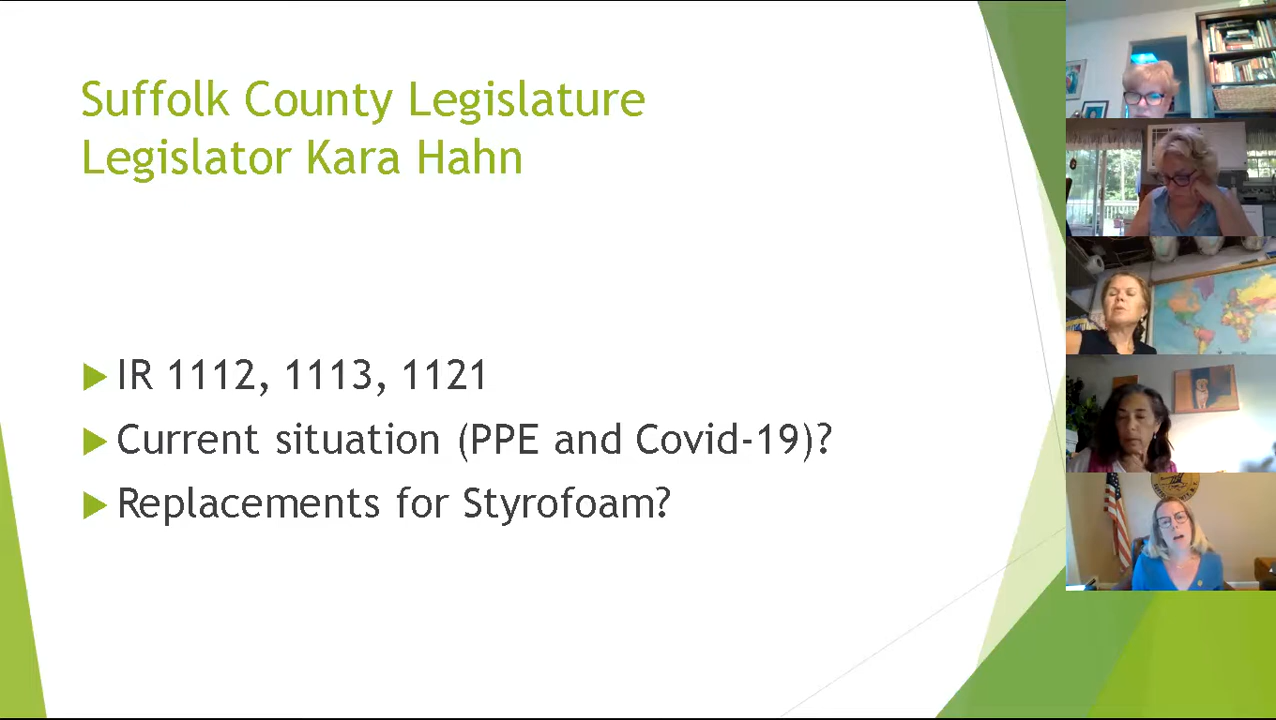 Suffolk County Legislature
Legislator Kara Hahn
IR 1112, 1113, 1121
Current situation (PPE and Covid-19)?
Replacements for Styrofoam?